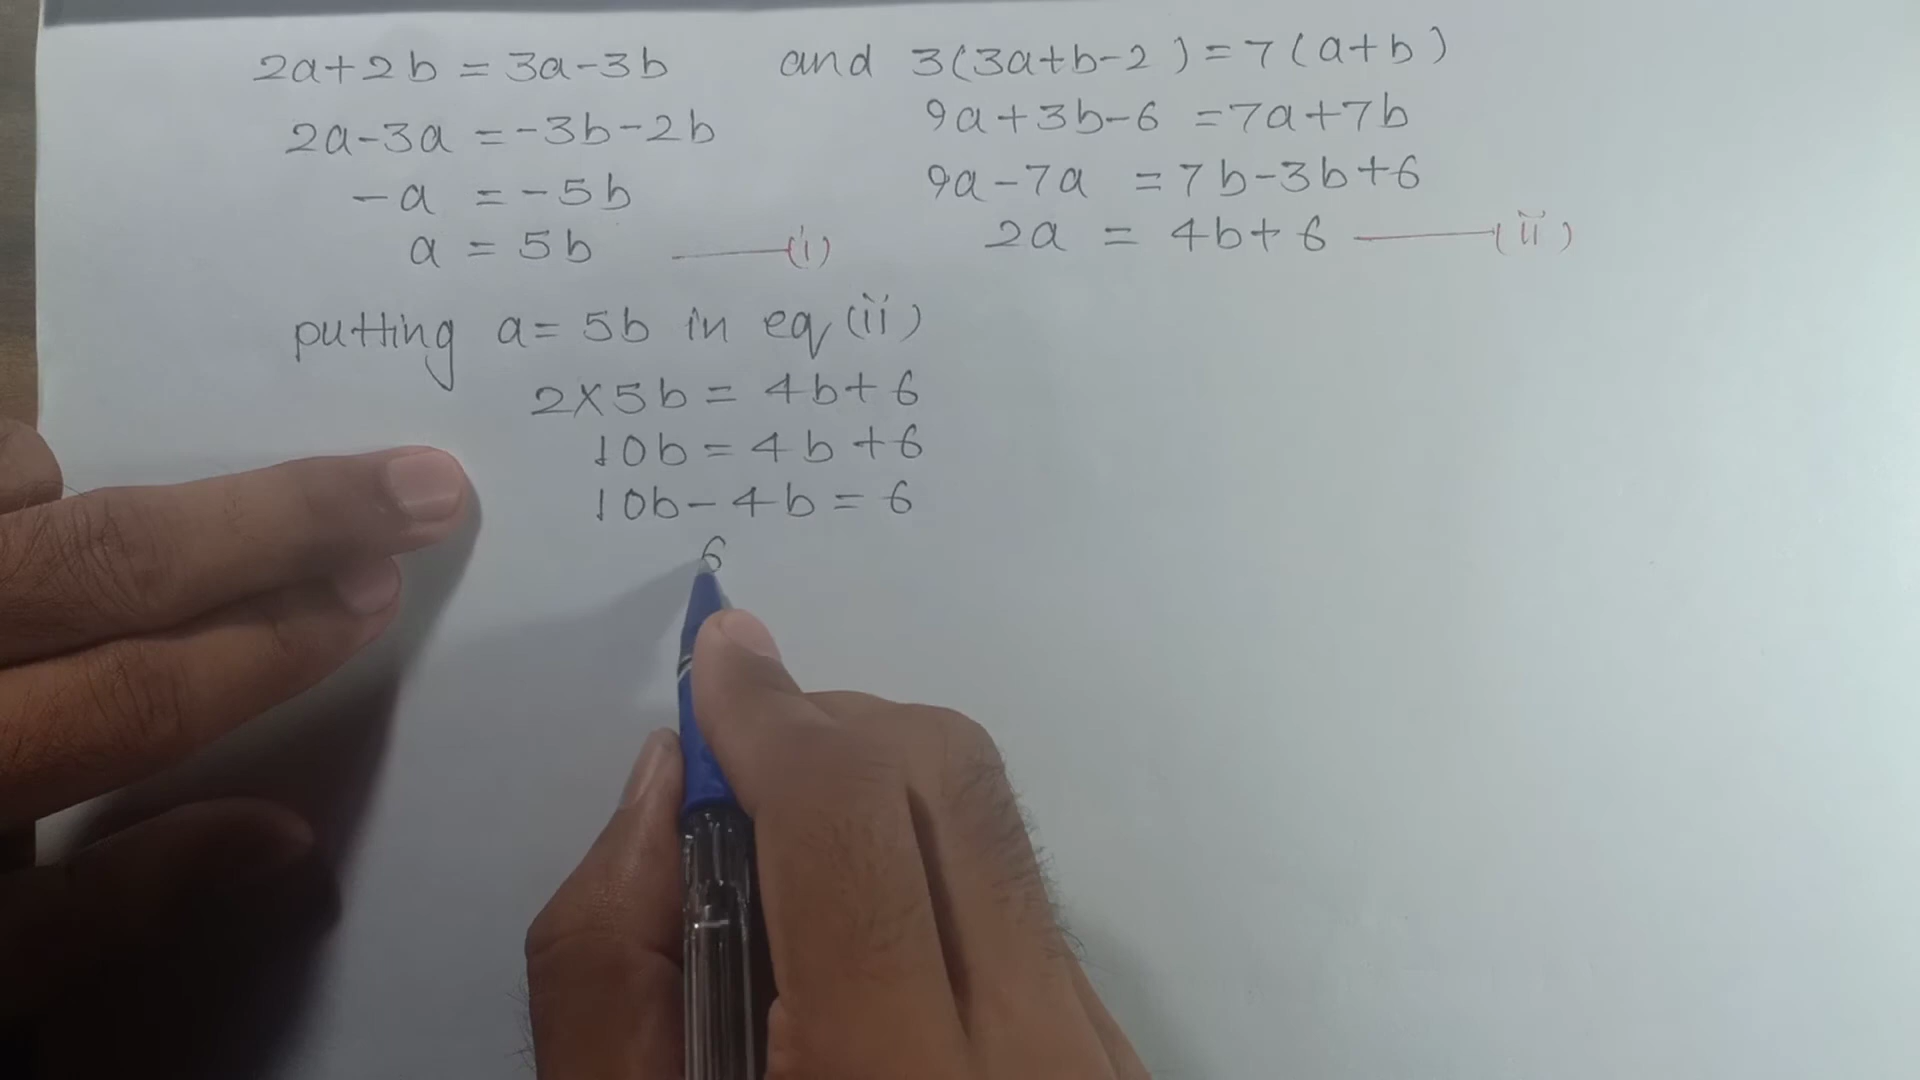 2a+2b = 3a-3b and 3(3a+b-2) = 7(a+b)
2a-3a = -3b-2b 9a+3b-6 = 7a+7b
-a = -5b 9a-7a = 7b-3b+6
a = 5b —(i) 2a = 4b+6 —(ii)
putting a = 5b in eq (ii)
2×5b = 4b+6
10b = 4b+6
10b-4b = 6
6